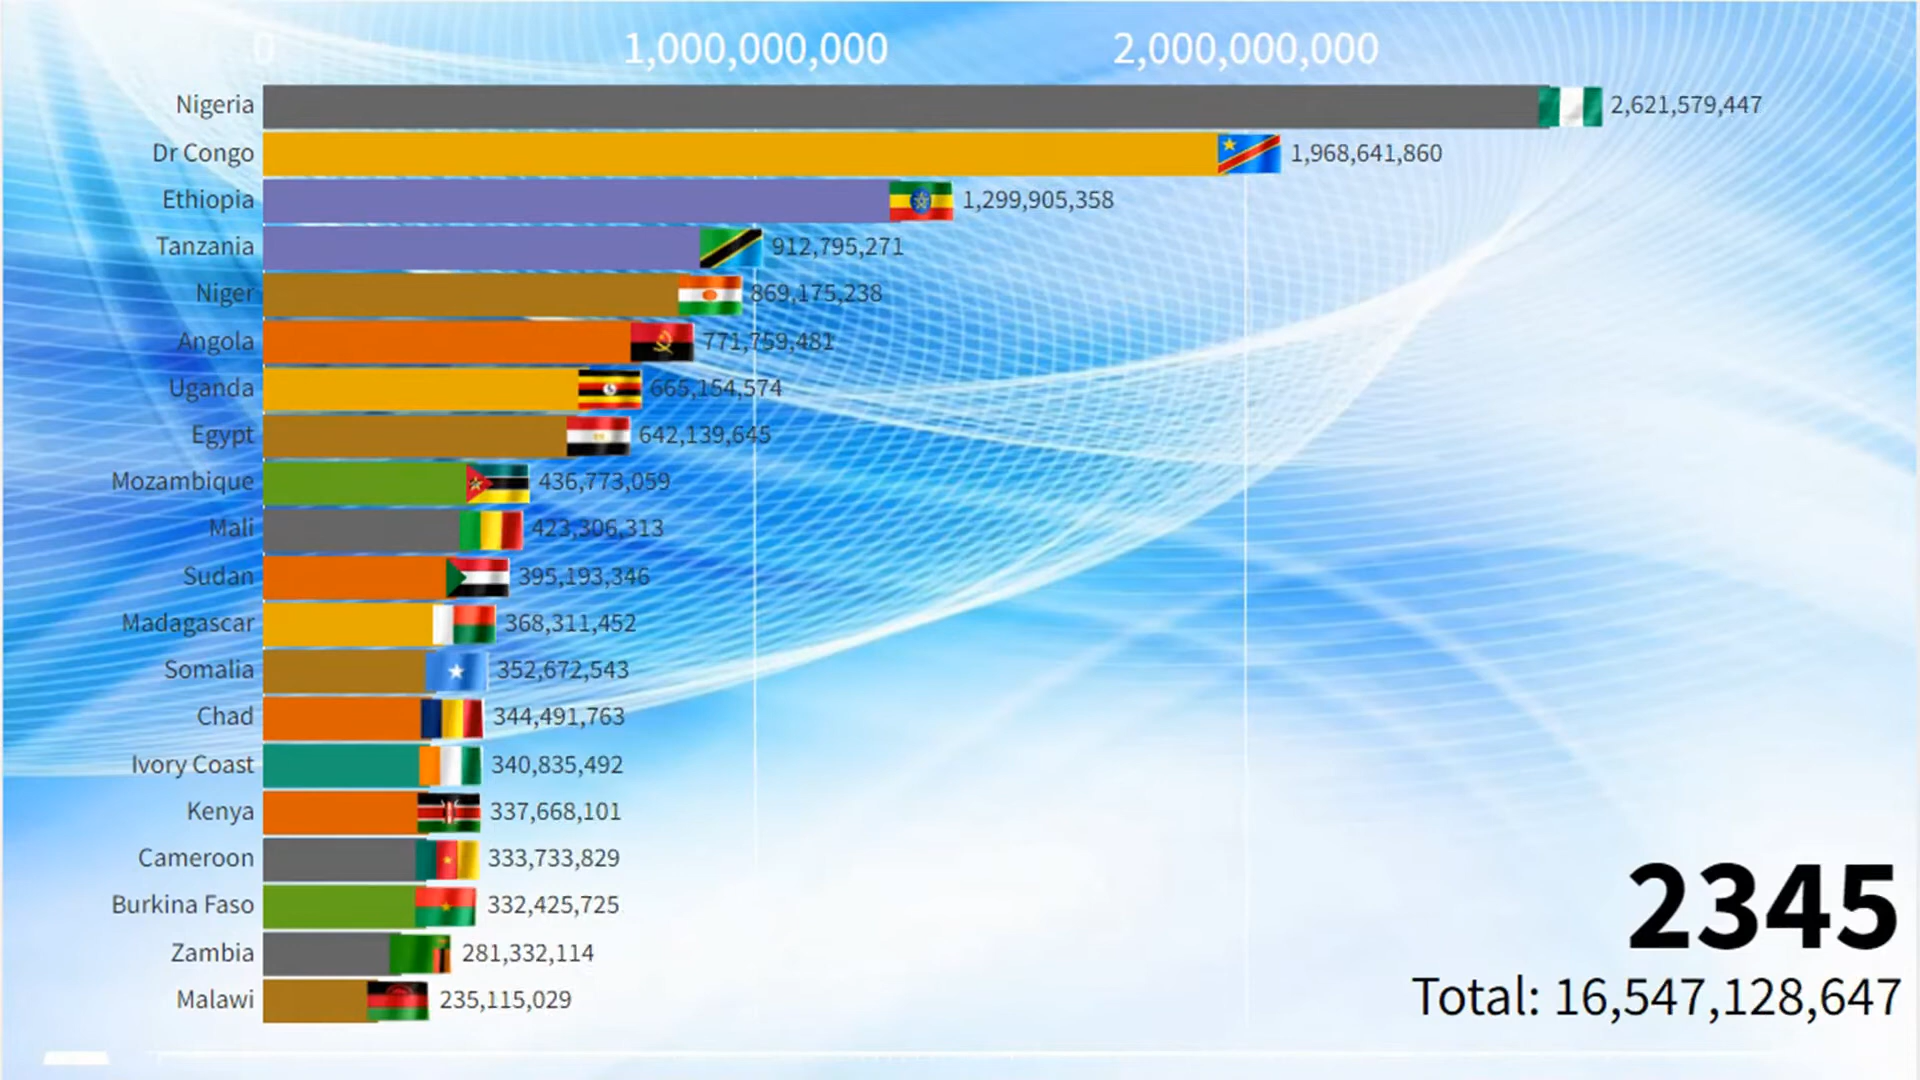 0 1,000,000,000 2,000,000,000
Nigeria 2,621,579,447
Dr Congo 1,968,641,860
Ethiopia 1,299,905,358
Tanzania 912,795,271
Niger 869,175,238
Angola 771,759,481
Uganda 665,154,574
Egypt 642,139,645
Mozambique 436,773,059
Mali 423,306,313
Sudan 395,193,346
Madagascar 368,311,452
Somalia 352,672,543
Chad 344,491,763
Ivory Coast 340,835,492
Kenya 337,668,101
Cameroon 333,733,829
Burkina Faso 332,425,725
Zambia 281,332,114
Malawi 235,115,029
2345
Total: 16,547,128,647